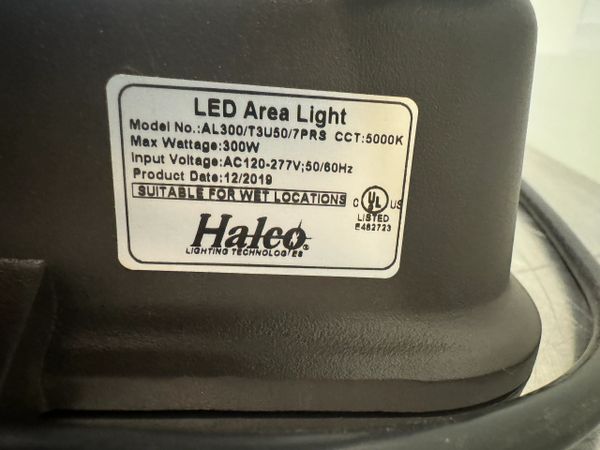 LED Area Light
Model No.:AL300/T3U50/7PRS CCT:5000K
Max Wattage:300W
Input Voltage:AC120-277V;50/60Hz
Product Date:12/2019
SUITABLE FOR WET LOCATIONS
C UL US
LISTED
E482723
Halco®
LIGHTING TECHNOLOGIES